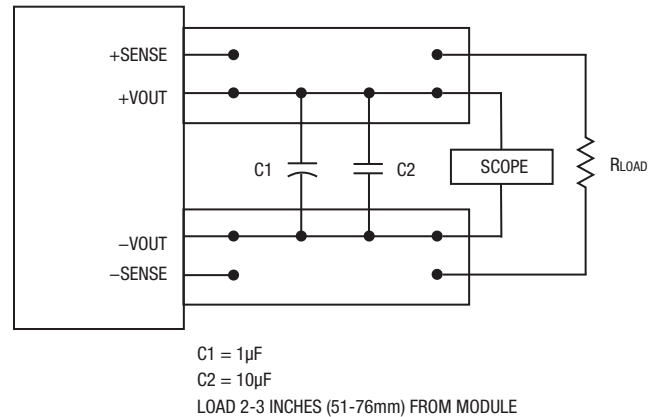 +SENSE
+VOUT
C1
C2
SCOPE
RLOAD
−VOUT
−SENSE
C1 = 1µF
C2 = 10µF
LOAD 2-3 INCHES (51-76mm) FROM MODULE